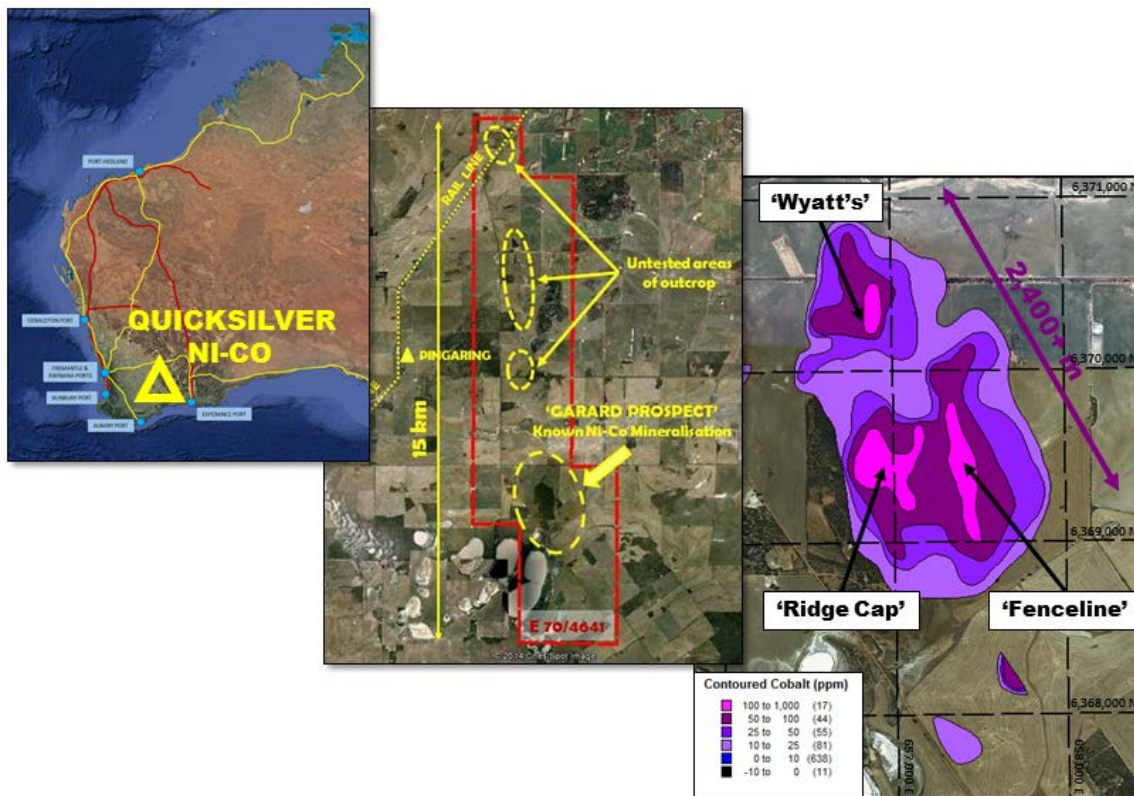 PORT HEDLAND
GERALDTON PORT
FREMANTLE &
KWINANA PORTS
BUNBURY PORT
ALBANY PORT
ESPERANCE PORT
QUICKSILVER
NI-CO
RAIL LINE
15 km
PINGARING
Untested areas
of outcrop
'GARARD PROSPECT'
Known Ni-Co Mineralisation
E 70/4641
'Wyatt's'
2,400+ m
6,371,000 N
6,370,000 N
6,369,000 N
6,368,000 N
'Ridge Cap'
'Fenceline'
657,000 E
658,000 E
Contoured Cobalt (ppm)
100 to 1,000 (17)
50 to 100 (44)
25 to 50 (55)
10 to 25 (81)
0 to 10 (638)
-10 to 0 (11)